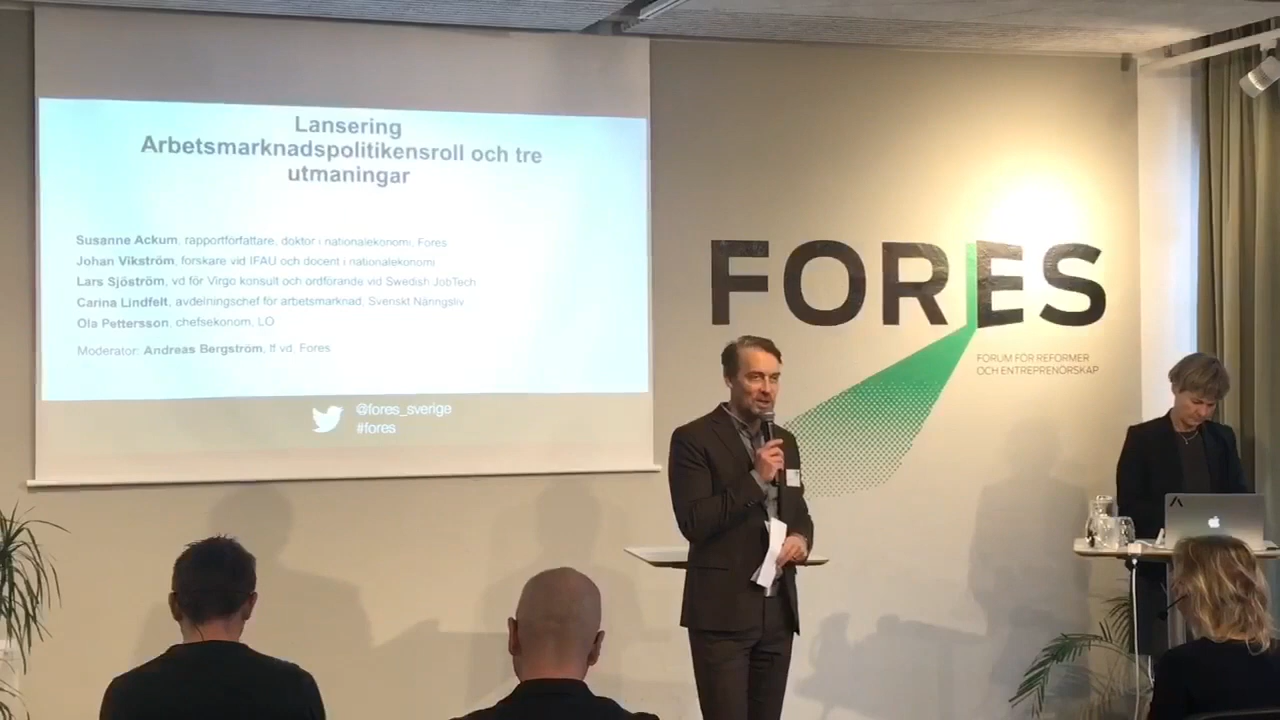 Lansering
Arbetsmarknadspolitikensroll och tre
utmaningar
Susanne Ackum, rapportförfattare, doktor i nationalekonomi, Fores
Johan Vikström, forskare vid IFAU och docent i nationalekonomi
Lars Sjöström, vd för Virgo konsult och ordförande vid Swedish JobTech
Carina Lindfelt, avdelningschef för arbetsmarknad, Svenskt Näringsliv
Ola Pettersson, chefsekonom, LO
Moderator: Andreas Bergström, tf vd, Fores
@fores_sverige
#fores
FORES
FORUM FÖR REFORMER
OCH ENTREPRENÖRSKAP